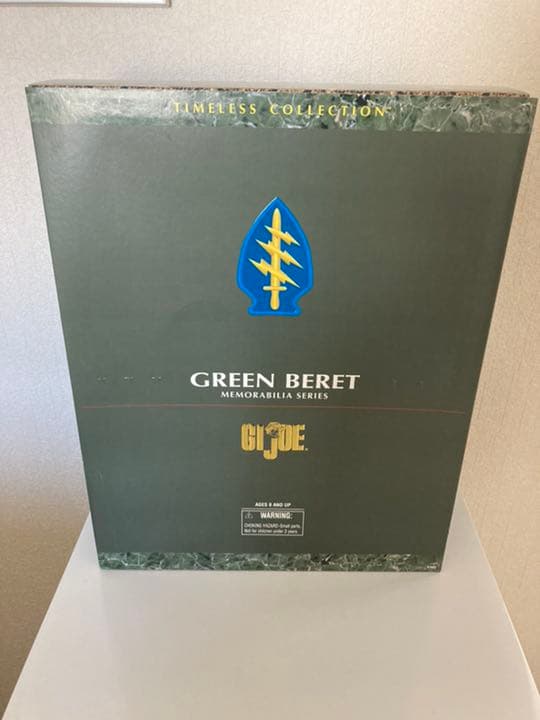 TIMELESS COLLECTION
GREEN BERET
MEMORABILIA SERIES
GI JOE.
AGES 8 AND UP
WARNING:
CHOKING HAZARD-Small parts.
Not for children under 3 years.